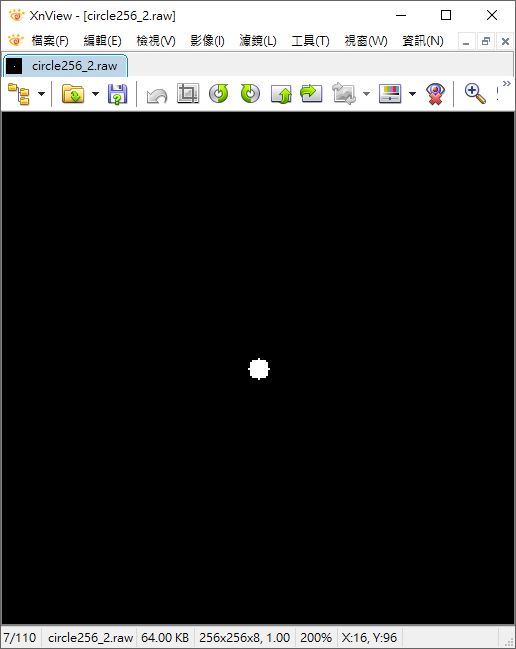 XnView - [circle256_2.raw]
檔案(F) 編輯(E) 檢視(V) 影像(I) 濾鏡(L) 工具(T) 視窗(W) 資訊(N)
circle256_2.raw
7/110 circle256_2.raw 64.00 KB 256x256x8, 1.00 200% X:16, Y:96